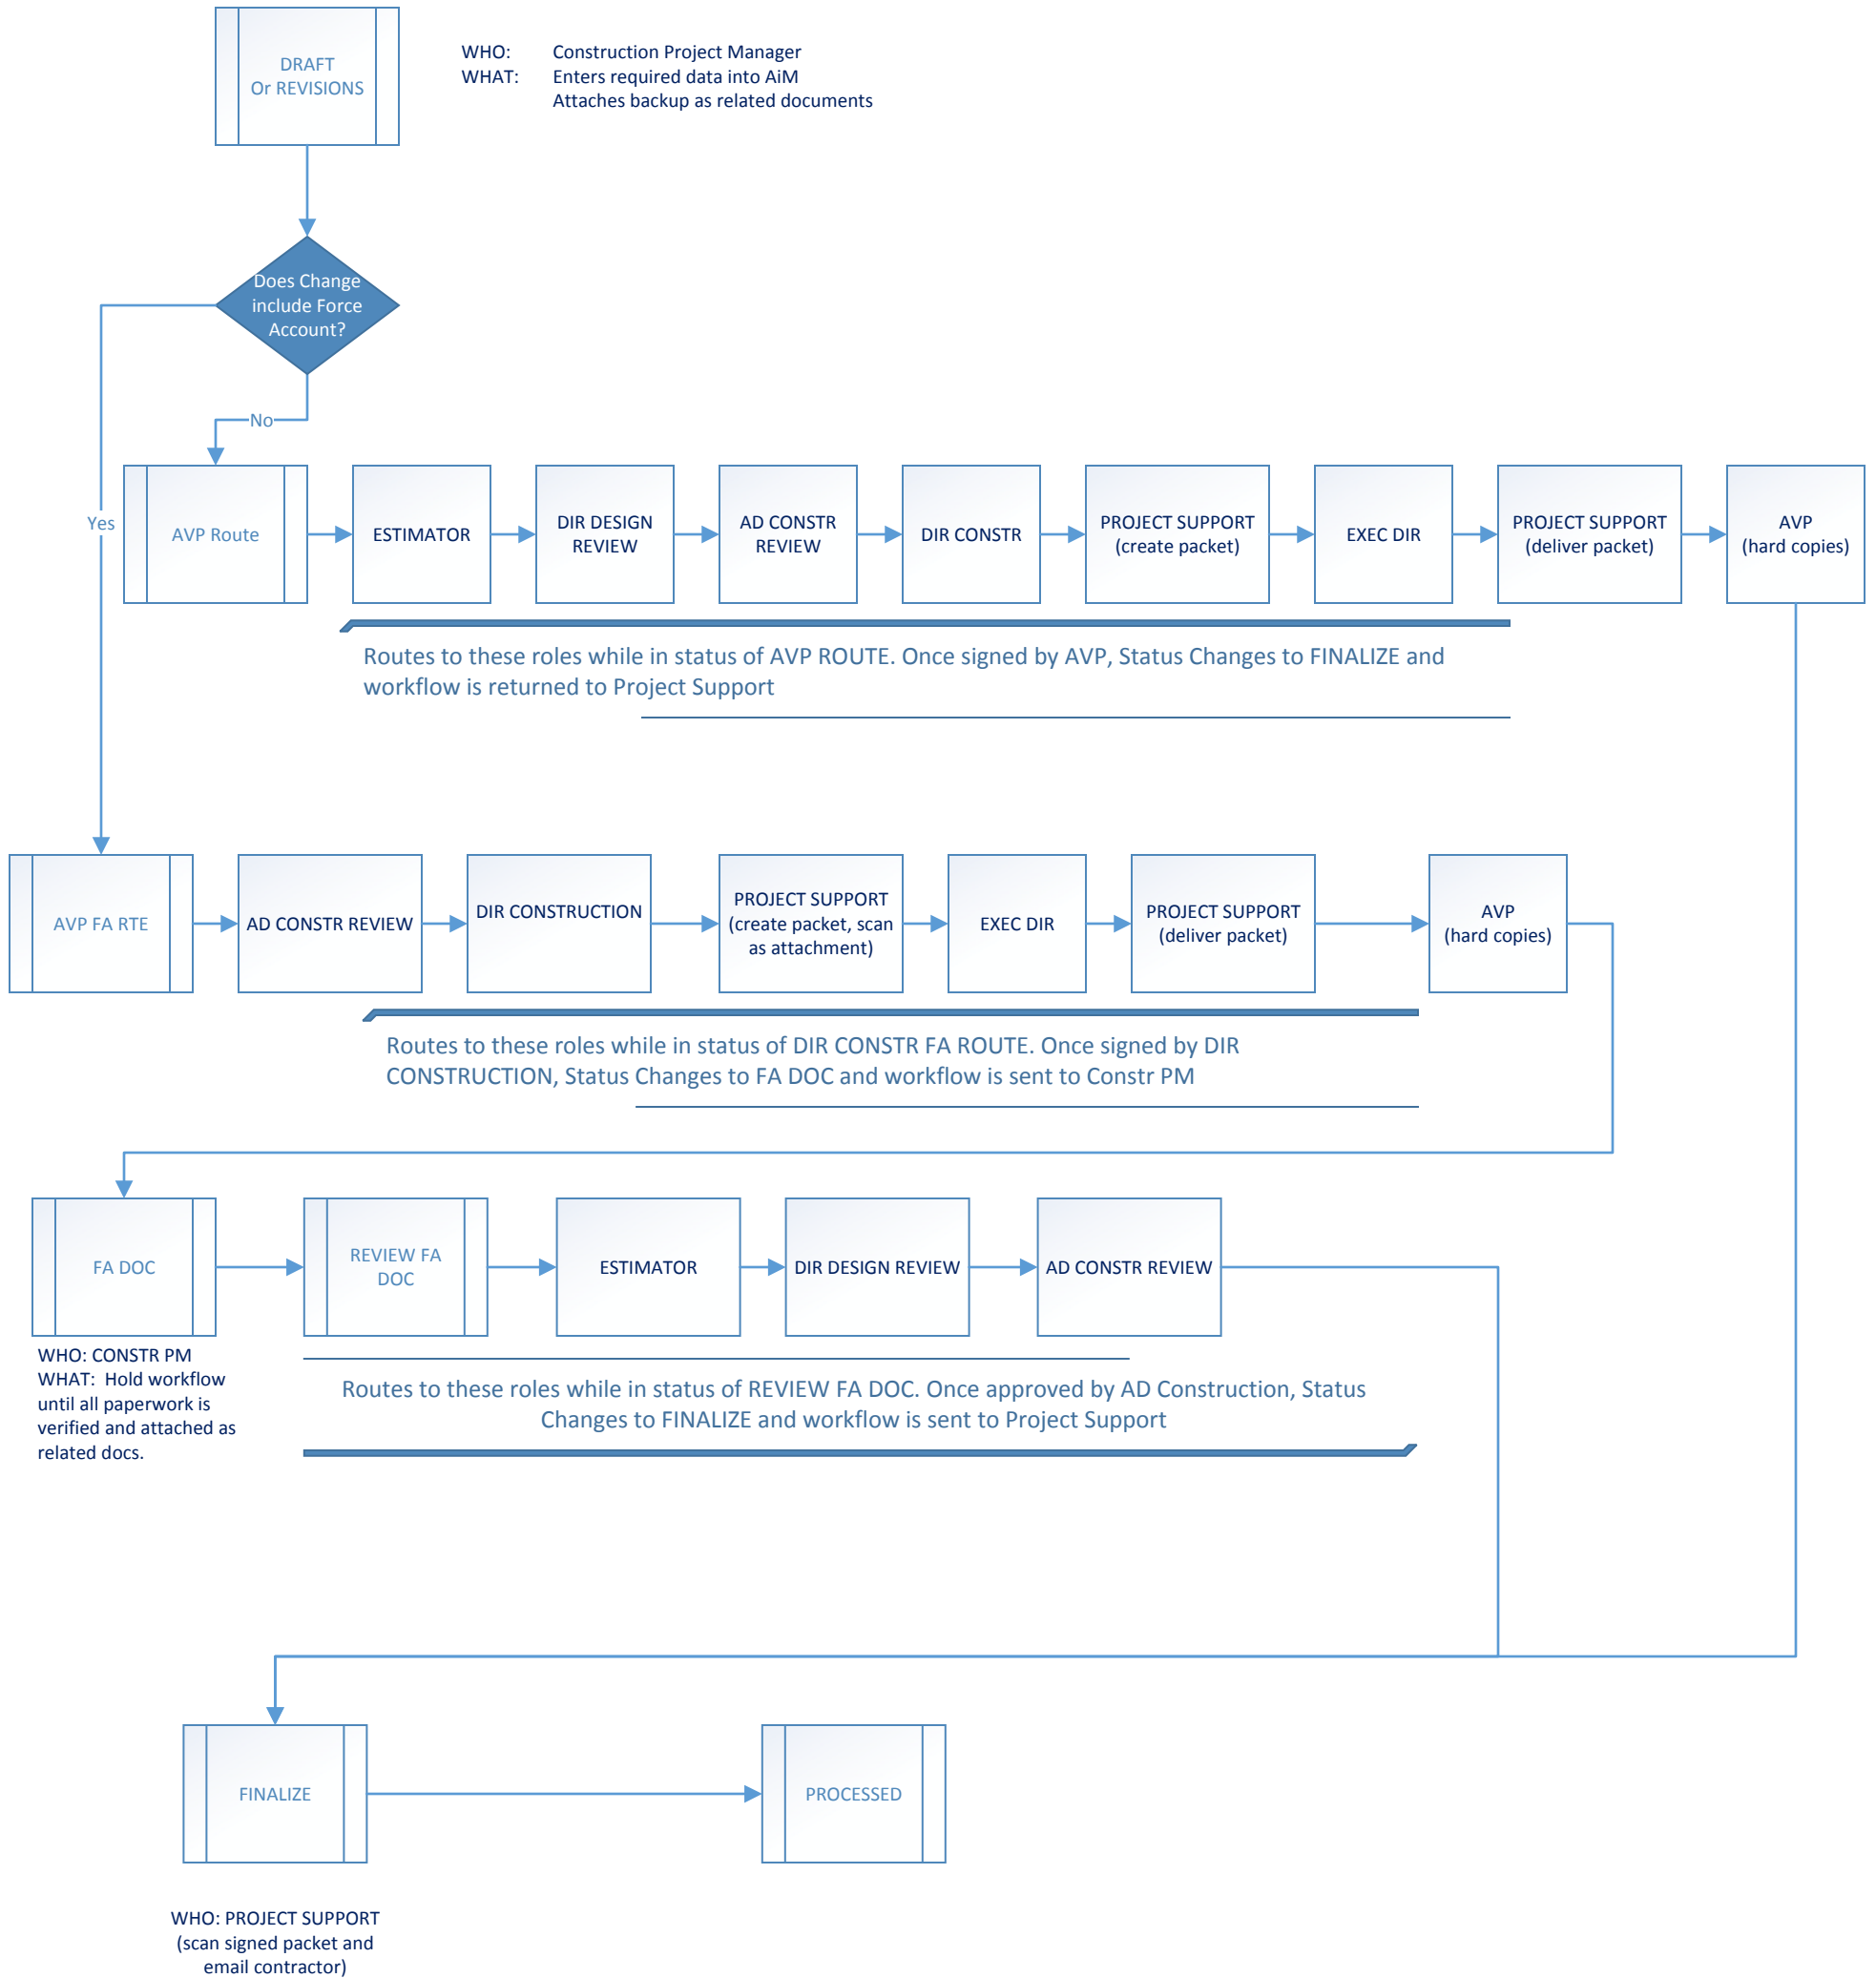 DRAFT
Or REVISIONS
WHO: Construction Project Manager
WHAT: Enters required data into AiM
Attaches backup as related documents
Does Change
include Force
Account?
No
Yes
AVP Route
ESTIMATOR
DIR DESIGN
REVIEW
AD CONSTR
REVIEW
DIR CONSTR
PROJECT SUPPORT
(create packet)
EXEC DIR
PROJECT SUPPORT
(deliver packet)
AVP
(hard copies)
Routes to these roles while in status of AVP ROUTE. Once signed by AVP, Status Changes to FINALIZE and
workflow is returned to Project Support
AVP FA RTE
AD CONSTR REVIEW
DIR CONSTRUCTION
PROJECT SUPPORT
(create packet, scan
as attachment)
EXEC DIR
PROJECT SUPPORT
(deliver packet)
AVP
(hard copies)
Routes to these roles while in status of DIR CONSTR FA ROUTE. Once signed by DIR
CONSTRUCTION, Status Changes to FA DOC and workflow is sent to Constr PM
FA DOC
REVIEW FA
DOC
ESTIMATOR
DIR DESIGN REVIEW
AD CONSTR REVIEW
WHO: CONSTR PM
WHAT: Hold workflow
until all paperwork is
verified and attached as
related docs.
Routes to these roles while in status of REVIEW FA DOC. Once approved by AD Construction, Status
Changes to FINALIZE and workflow is sent to Project Support
FINALIZE
PROCESSED
WHO: PROJECT SUPPORT
(scan signed packet and
email contractor)